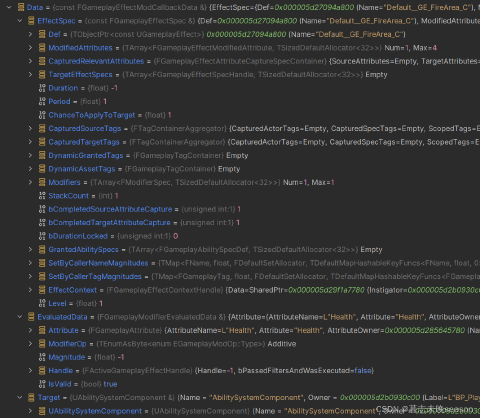 Data = {const FGameplayEffectModCallbackData &} {EffectSpec={Def=0x000005d27094a800 (Name="Default__GE_FireArea_C"), ModifiedAttribute
EffectSpec = {const FGameplayEffectSpec &} {Def=0x000005d27094a800 (Name="Default__GE_FireArea_C"), ModifiedAttrib
Def = {TObjectPtr<const UGameplayEffect>} 0x000005d27094a800 (Name="Default__GE_FireArea_C")
ModifiedAttributes = {TArray<FGameplayEffectModifiedAttribute, TSizedDefaultAllocator<32>>} Num=1, Max=4
CapturedRelevantAttributes = {FGameplayEffectAttributeCaptureSpecContainer} {SourceAttributes=Empty, TargetAttributes=
TargetEffectSpecs = {TArray<FGameplayEffectSpecHandle, TSizedDefaultAllocator<32>>} Empty
Duration = {float} -1
Period = {float} 1
ChanceToApplyToTarget = {float} 1
CapturedSourceTags = {FTagContainerAggregator} {CapturedActorTags=Empty, CapturedSpecTags=Empty, ScopedTags=E
CapturedTargetTags = {FTagContainerAggregator} {CapturedActorTags=Empty, CapturedSpecTags=Empty, ScopedTags=E
DynamicGrantedTags = {FGameplayTagContainer} Empty
DynamicAssetTags = {FGameplayTagContainer} Empty
Modifiers = {TArray<FModifierSpec, TSizedDefaultAllocator<32>>} Num=1, Max=1
StackCount = {int} 1
bCompletedSourceAttributeCapture = {unsigned int:1} 1
bCompletedTargetAttributeCapture = {unsigned int:1} 1
bDurationLocked = {unsigned int:1} 0
GrantedAbilitySpecs = {TArray<FGameplayAbilitySpecDef, TSizedDefaultAllocator<32>>} Empty
SetByCallerNameMagnitudes = {TMap<FName, float, FDefaultSetAllocator, TDefaultMapHashableKeyFuncs<FName, float, 0
SetByCallerTagMagnitudes = {TMap<FGameplayTag, float, FDefaultSetAllocator, TDefaultMapHashableKeyFuncs<FGameplay
EffectContext = {FGameplayEffectContextHandle} {Data=SharedPtr=0x000005d29f1a7780 {Instigator=0x000005d2b0930c0
Level = {float} 1
EvaluatedData = {const FGameplayModifierEvaluatedData &} {Attribute={AttributeName=L"Health", Attribute="Health", AttributeOwner
Attribute = {FGameplayAttribute} {AttributeName=L"Health", Attribute="Health", AttributeOwner=0x000005d285645780 (Nam
ModifierOp = {TEnumAsByte<enum EGameplayModOp::Type>} Additive
Magnitude = {float} -1
Handle = {FActiveGameplayEffectHandle} {Handle=-1, bPassedFiltersAndWasExecuted=false}
IsValid = {bool} true
Target = {UAbilitySystemComponent &} {Name = "AbilitySystemComponent", Owner = 0x000005d2b0930c00 (Label=L"BP_Play
UAbilitySystemComponent = {UAbilitySystemComponent} {Name = "AbilitySystemComponent", Owner = 0x000005d2b093